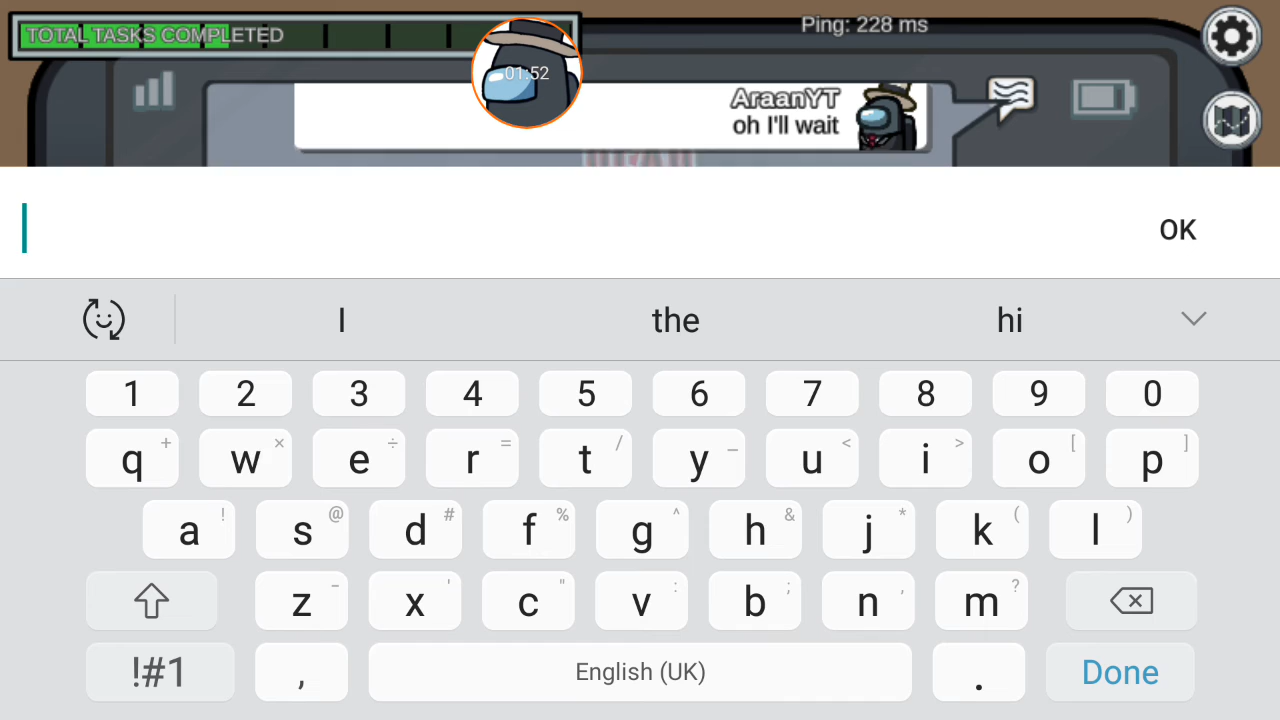 TOTAL TASKS COMPLETED
Ping: 228 ms
01:52
AraanYT
oh I'll wait
OK
I the hi
1 2 3 4 5 6 7 8 9 0
+ × ÷ = / _ < > [ ]
q w e r t y u i o p
! @ # % ^ & * ( )
a s d f g h j k l
- ' " : ; , ?
z x c v b n m
!#1 , English (UK) . Done